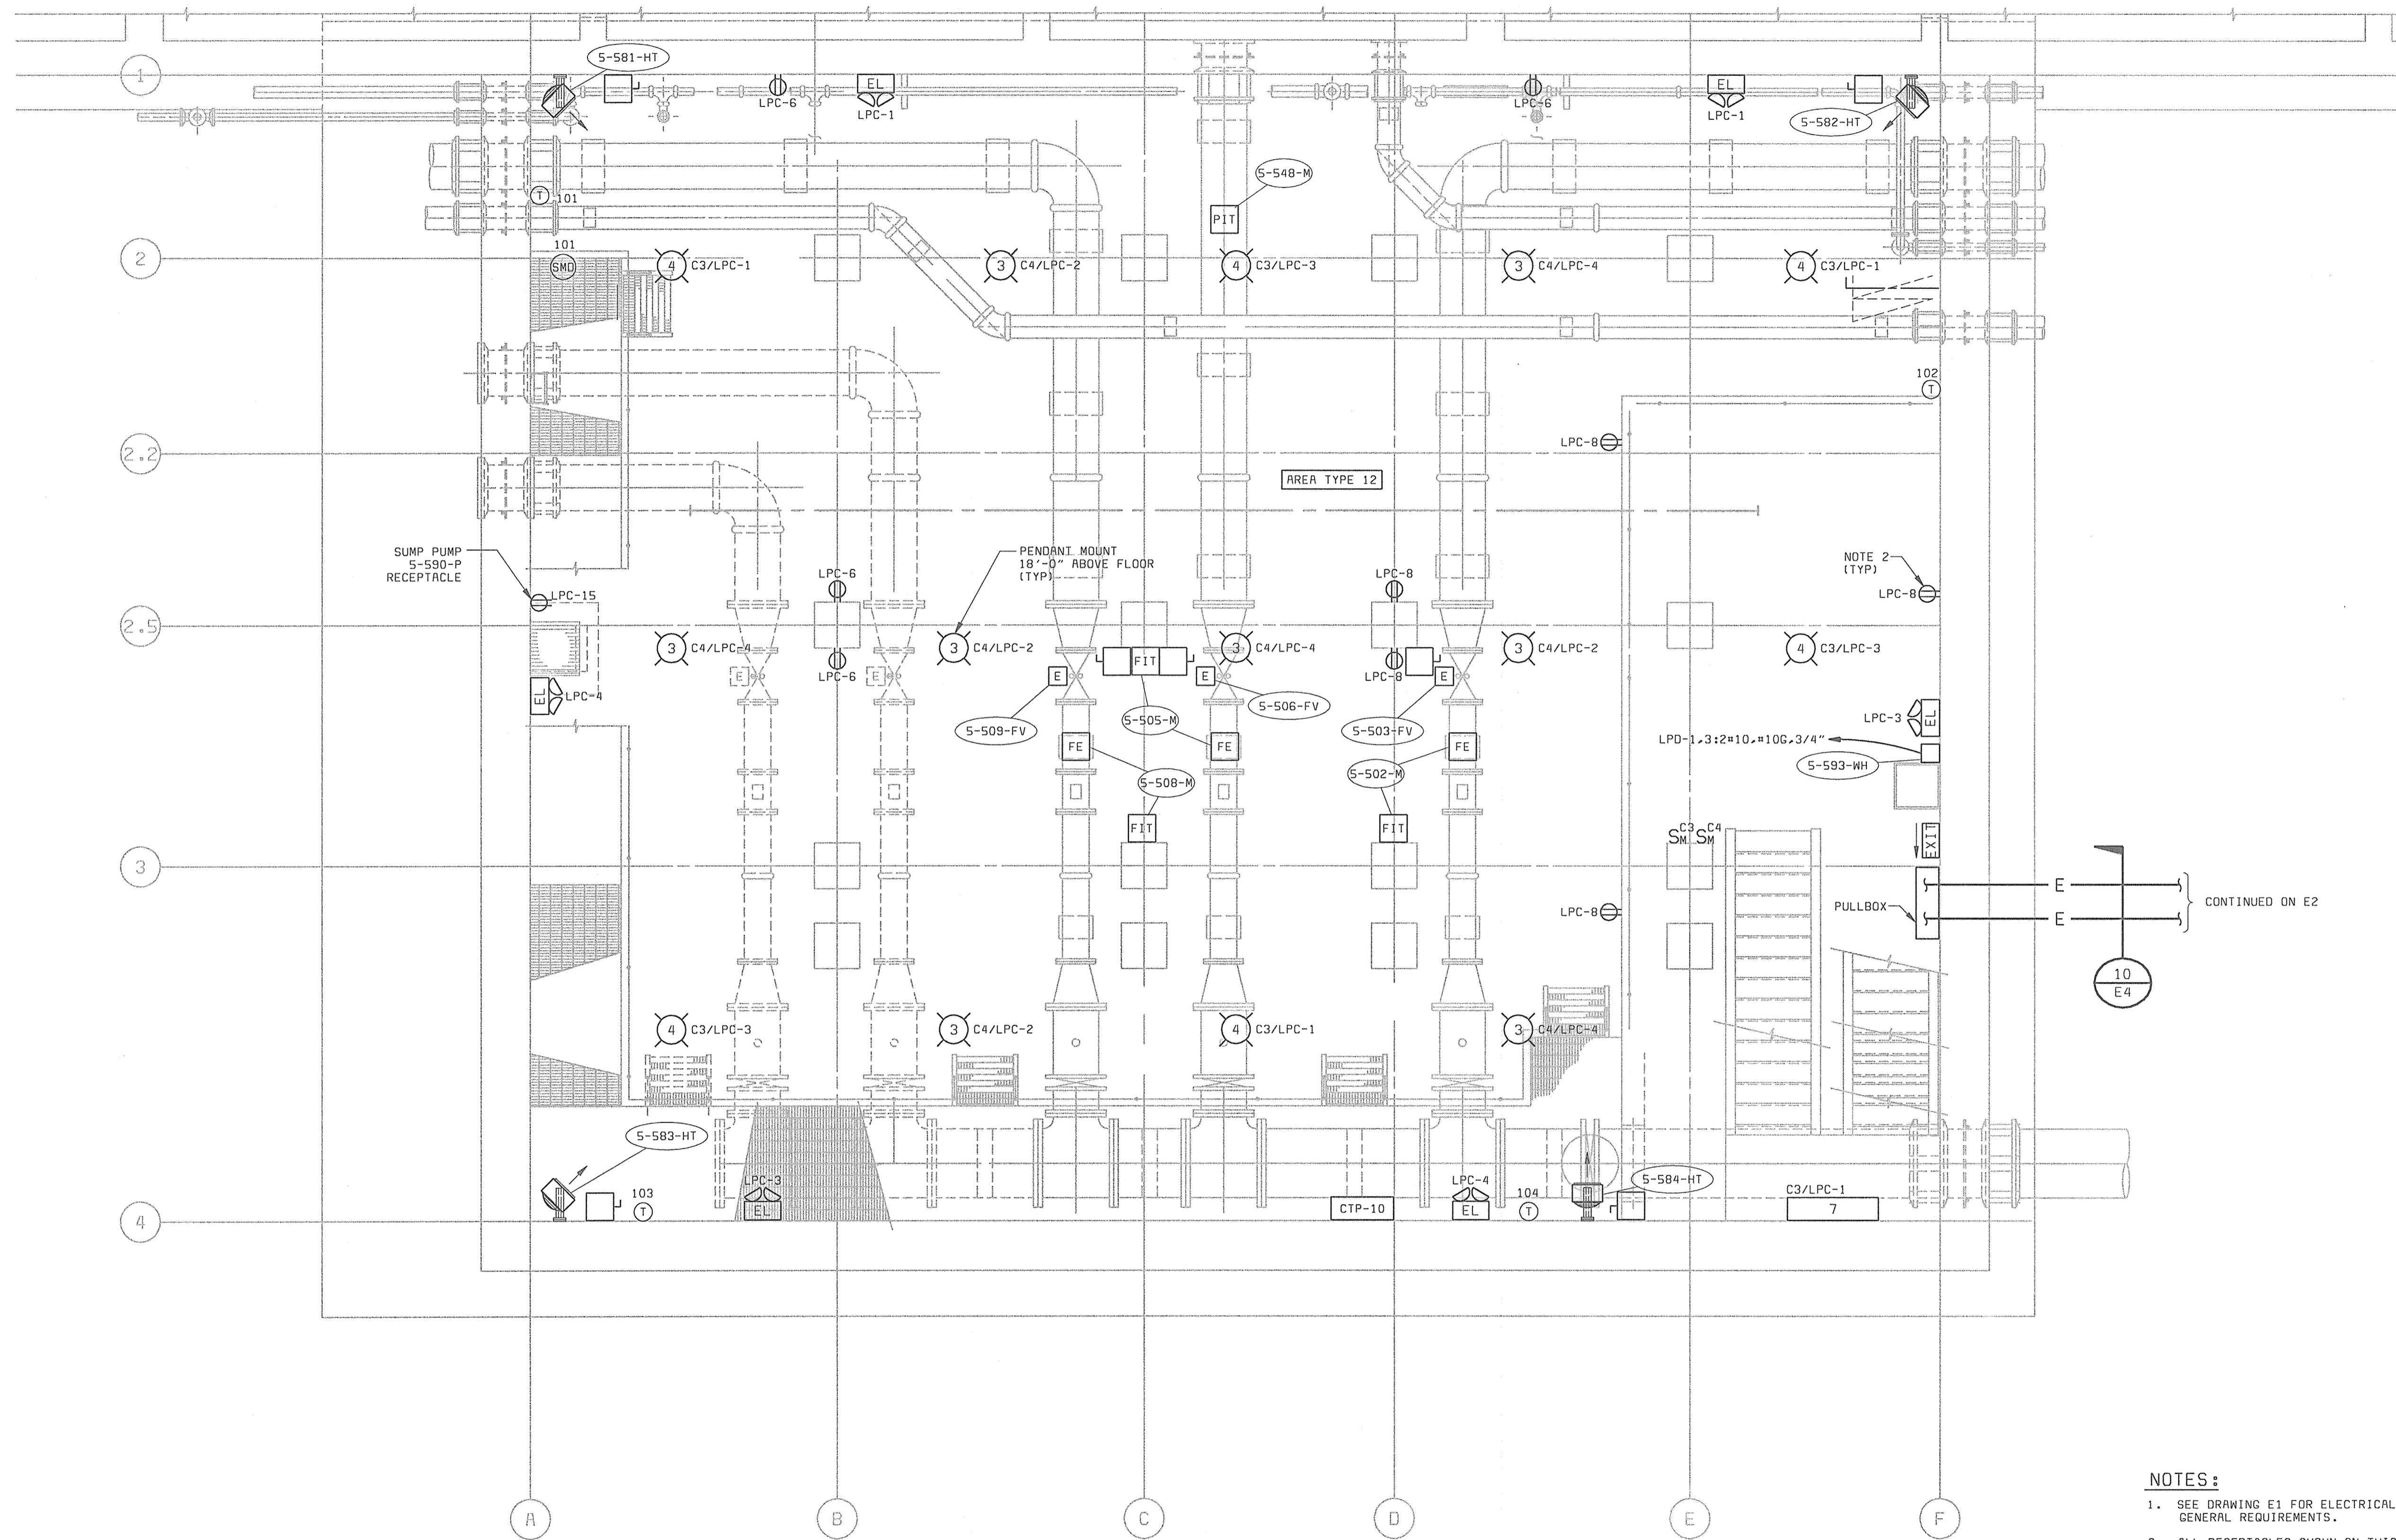 5-581-HT
1
EL
EL
LPC-6
LPC-1
LPC-6
LPC-1
5-582-HT
5-548-M
T
101
PIT
101
2
SMD
4
C3/LPC-1
3
C4/LPC-2
4
C3/LPC-3
3
C4/LPC-4
4
C3/LPC-1
102
T
LPC-8
2.2
AREA TYPE 12
SUMP PUMP
5-590-P
RECEPTACLE
PENDANT MOUNT
18'-0" ABOVE FLOOR
(TYP)
NOTE 2
(TYP)
LPC-6
LPC-8
LPC-15
LPC-8
2.5
3
C4/LPC-4
3
C4/LPC-2
3
C4/LPC-4
3
C4/LPC-2
4
C3/LPC-3
FIT
LPC-6
LPC-8
E
E
E
E
E
EL
LPC-4
5-506-FV
5-505-M
5-509-FV
5-503-FV
LPC-3
EL
FE
FE
FE
LPD-1,3:2#10,#10G,3/4"
5-593-WH
5-508-M
5-502-M
FIT
FIT
S C3 M
S C4 M
EXIT
3
E
E
PULLBOX
CONTINUED ON E2
LPC-8
10
E4
4
C3/LPC-3
3
C4/LPC-2
4
C3/LPC-1
3
C4/LPC-4
5-583-HT
LPC-3
LPC-4
5-584-HT
103
T
EL
CTP-10
EL
104
T
C3/LPC-1
7
4
A
B
C
D
E
F
NOTES:
1. SEE DRAWING E1 FOR ELECTRICAL
GENERAL REQUIREMENTS.